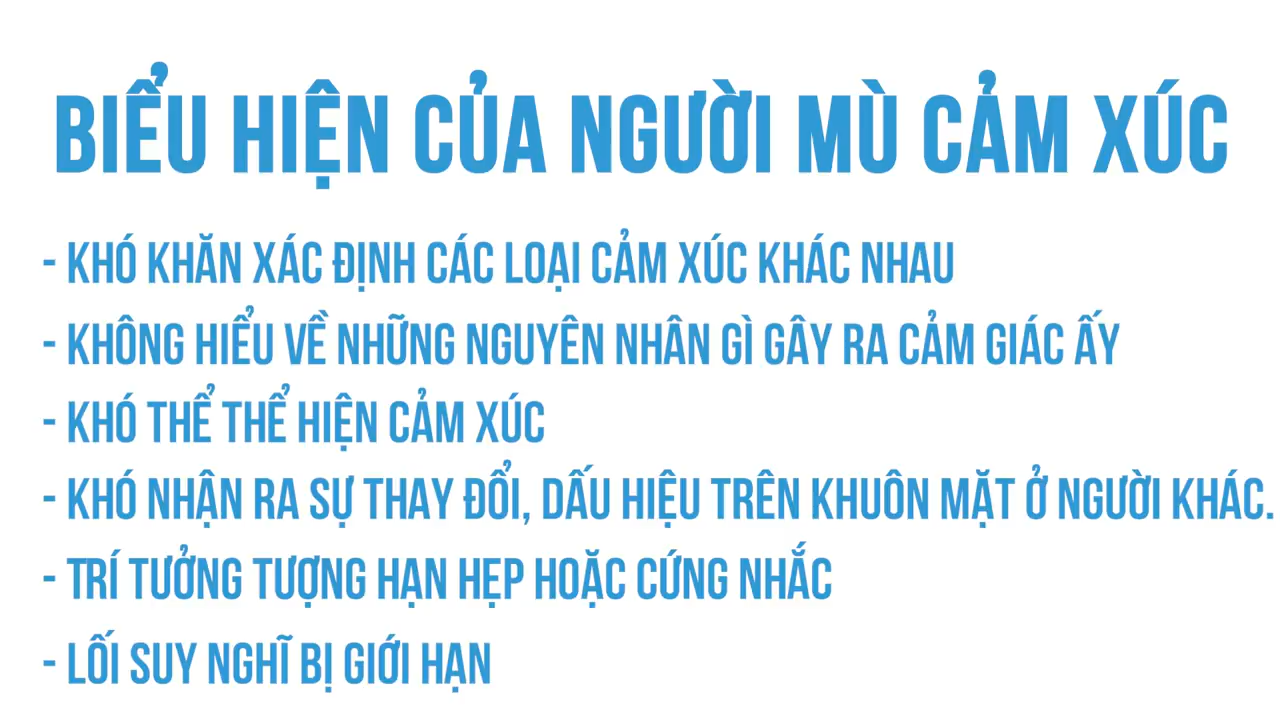 BIỂU HIỆN CỦA NGƯỜI MÙ CẢM XÚC
- KHÓ KHĂN XÁC ĐỊNH CÁC LOẠI CẢM XÚC KHÁC NHAU
- KHÔNG HIỂU VỀ NHỮNG NGUYÊN NHÂN GÌ GÂY RA CẢM GIÁC ẤY
- KHÓ THỂ THỂ HIỆN CẢM XÚC
- KHÓ NHẬN RA SỰ THAY ĐỔI, DẤU HIỆU TRÊN KHUÔN MẶT Ở NGƯỜI KHÁC.
- TRÍ TƯỞNG TƯỢNG HẠN HẸP HOẶC CỨNG NHẮC
- LỐI SUY NGHĨ BỊ GIỚI HẠN